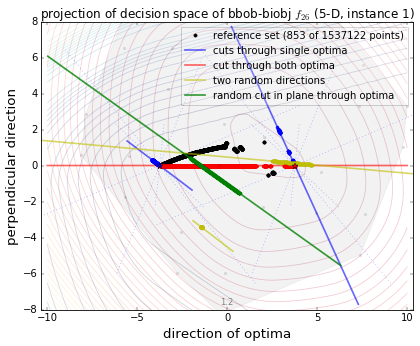 projection of decision space of bbob-biobj f26 (5-D, instance 1)
reference set (853 of 1537122 points)
cuts through single optima
cut through both optima
two random directions
random cut in plane through optima
perpendicular direction
8
6
4
2
0
−2
−4
−6
−8
1.2
−10
−5
0
5
10
direction of optima